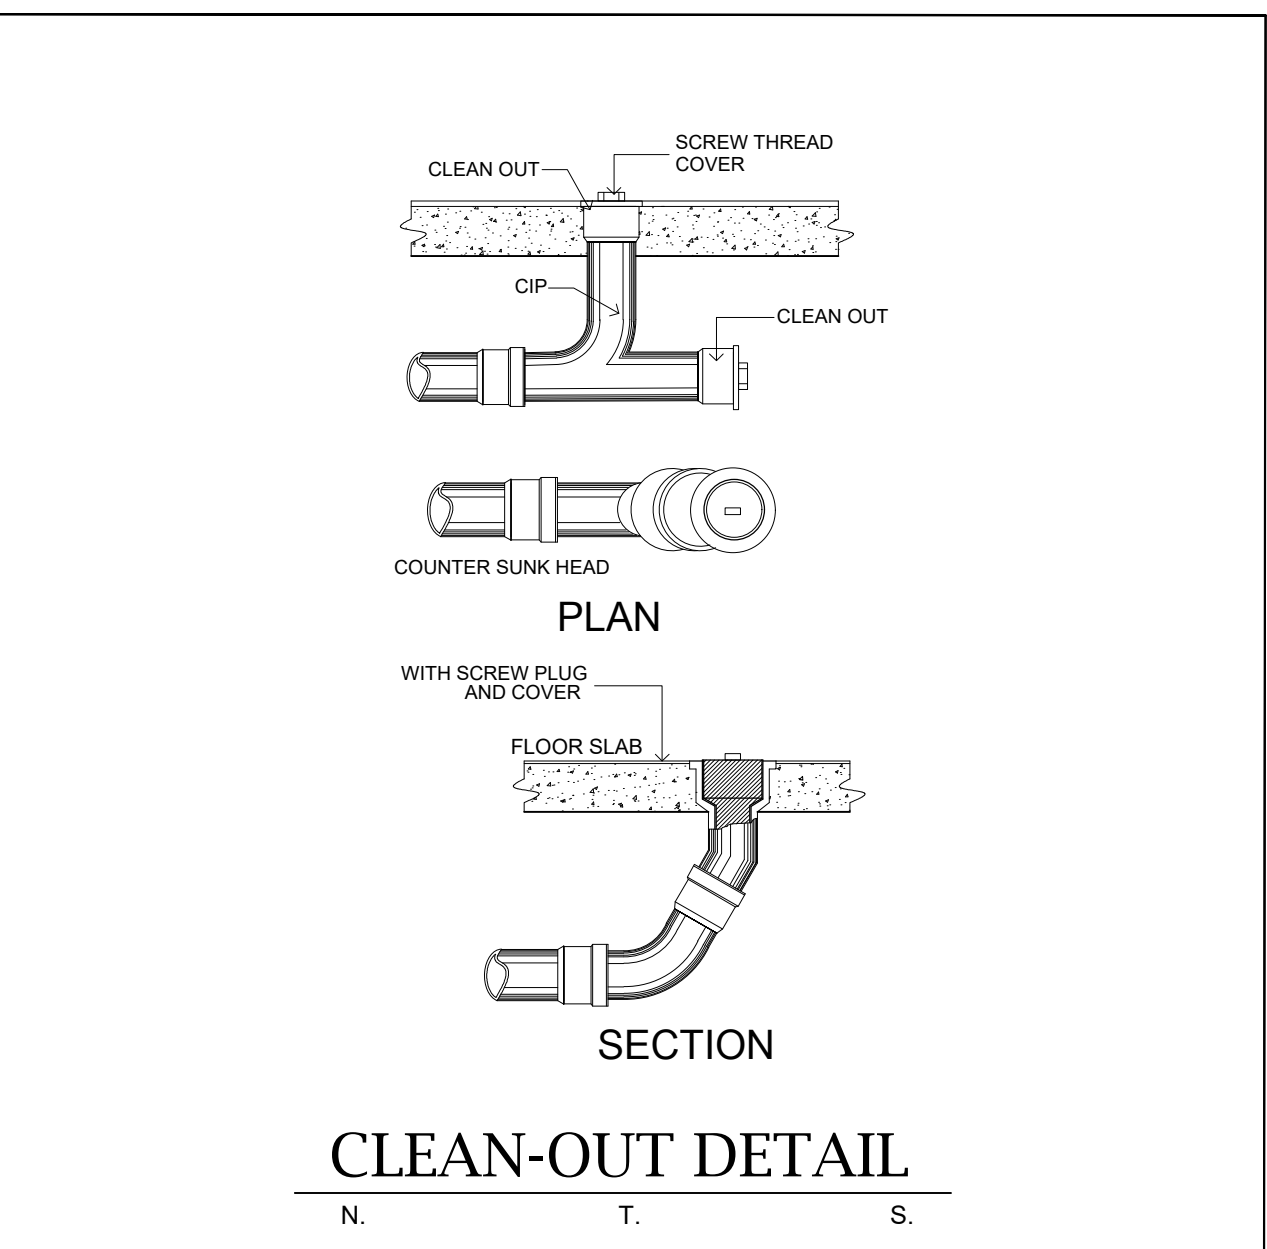 SCREW THREAD
COVER
CLEAN OUT
CIP
CLEAN OUT
COUNTER SUNK HEAD
PLAN
WITH SCREW PLUG
AND COVER
FLOOR SLAB
SECTION
CLEAN-OUT DETAIL
N. T. S.